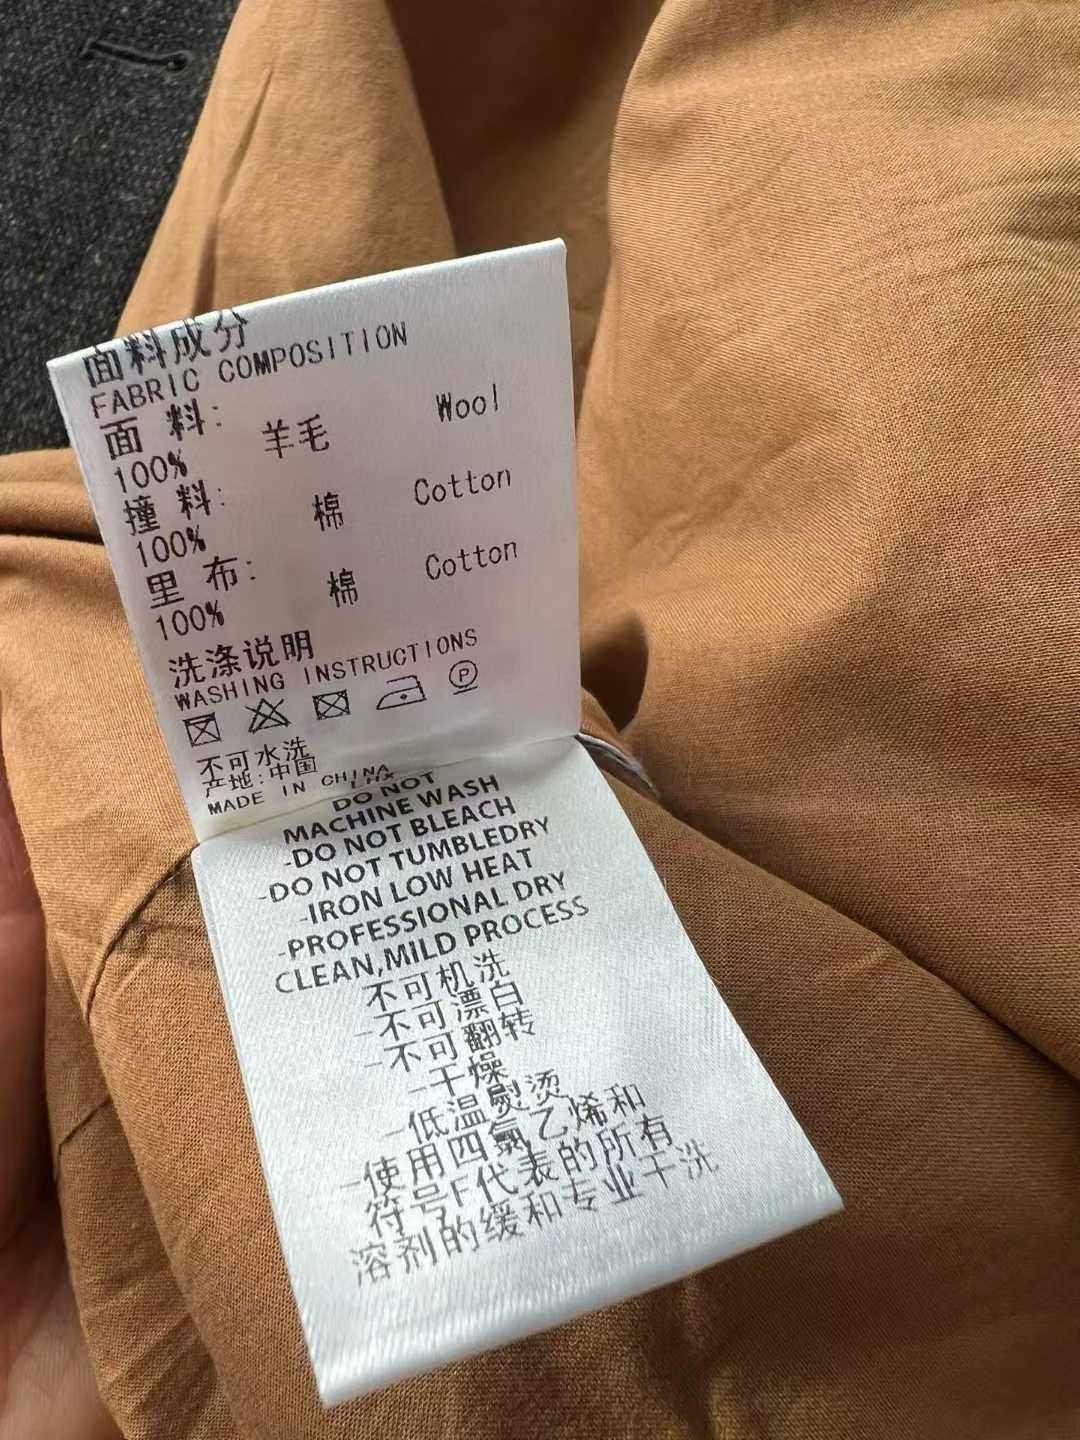 面料成分
FABRIC COMPOSITION
面 料:
100% 羊毛 Wool
撞 料:
100% 棉 Cotton
里 布:
100% 棉 Cotton
洗涤说明
WASHING INSTRUCTIONS
P
不可水洗
产地:中国
MADE IN CHINA
DO NOT
MACHINE WASH
-DO NOT BLEACH
-DO NOT TUMBLEDRY
-IRON LOW HEAT
-PROFESSIONAL DRY
CLEAN,MILD PROCESS
不可机洗
-不可漂白
-不可翻转
-干燥
-低温熨烫
-使用四氯乙烯和
符号F代表的所有
溶剂的缓和专业干洗